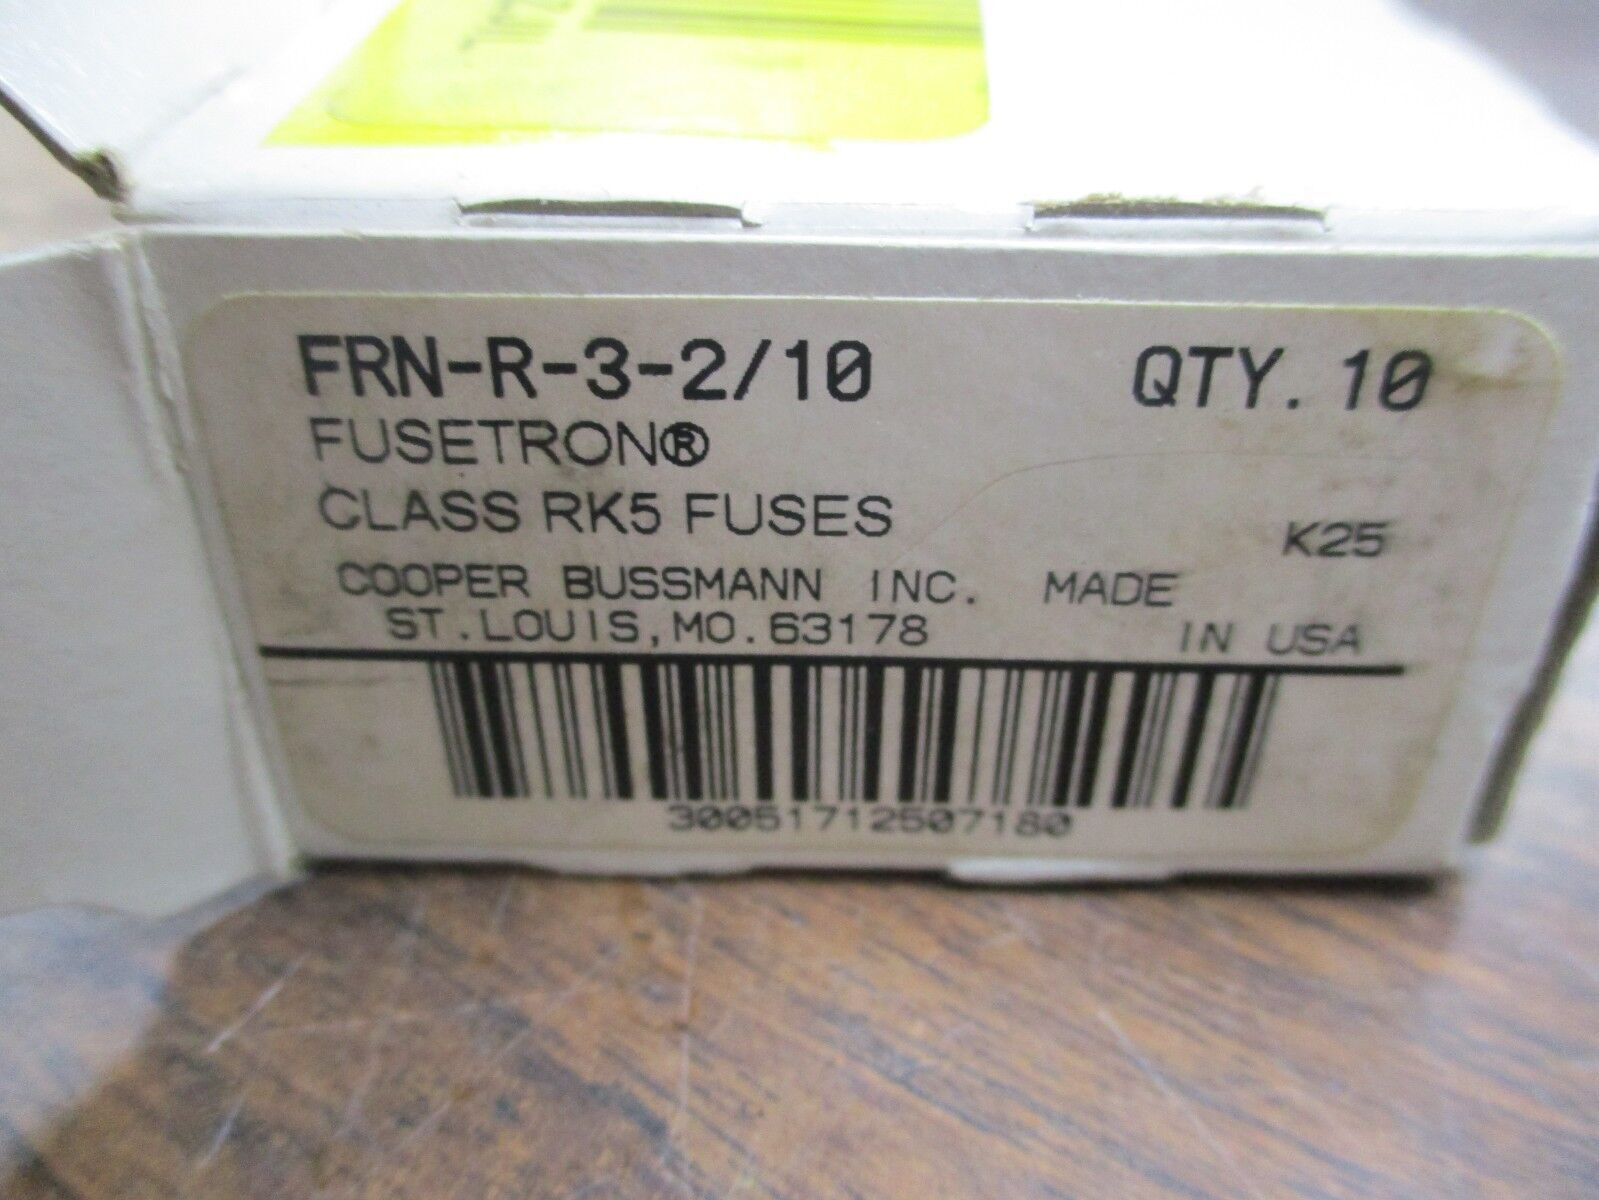 FRN-R-3-2/10 QTY. 10
FUSETRON®
CLASS RK5 FUSES K25
COOPER BUSSMANN INC. MADE
ST. LOUIS, MO. 63178 IN USA
30051712507180